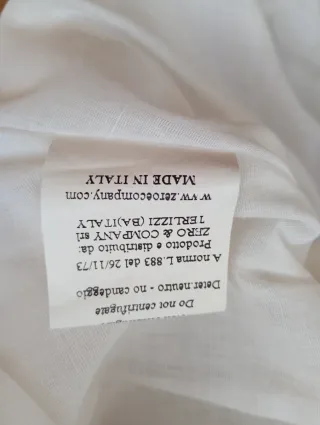 Do not centrifugate
Deter.neutro - no candeggio
A norma L.883 del 26/11/73
Prodotto e distribuito da:
ZERO & COMPANY srl
TERLIZZI (BA)ITALY
www.zeroecompany.com
MADE IN ITALY